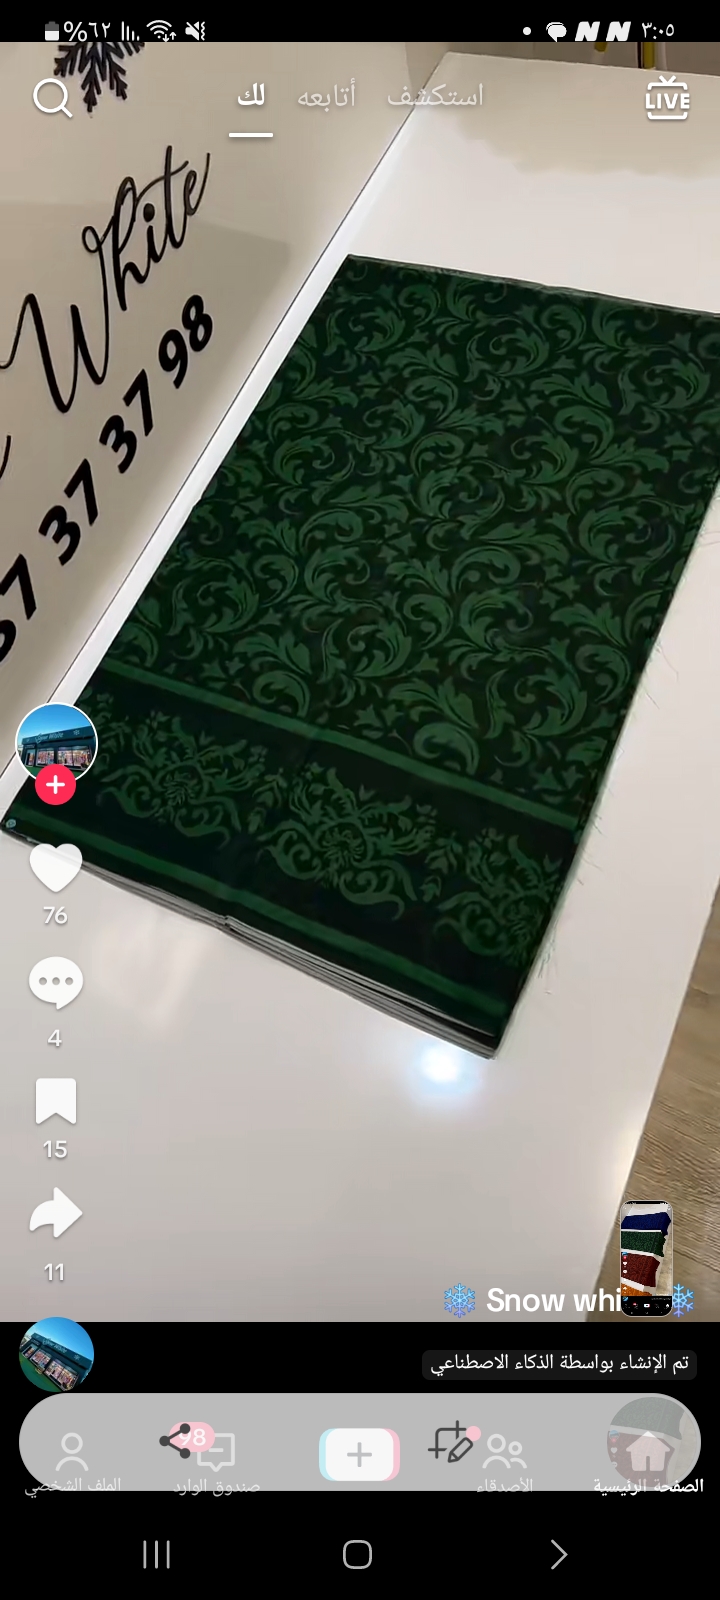 ٣:٠٥
%٦٢
استكشف
أتابعه
لك
LIVE
White
37 37 98
76
4
15
11
❄️ Snow whi ❄️
تم الإنشاء بواسطة الذكاء الاصطناعي
الصفحة الرئيسية
الأصدقاء
صندوق الوارد
98
الملف الشخصي